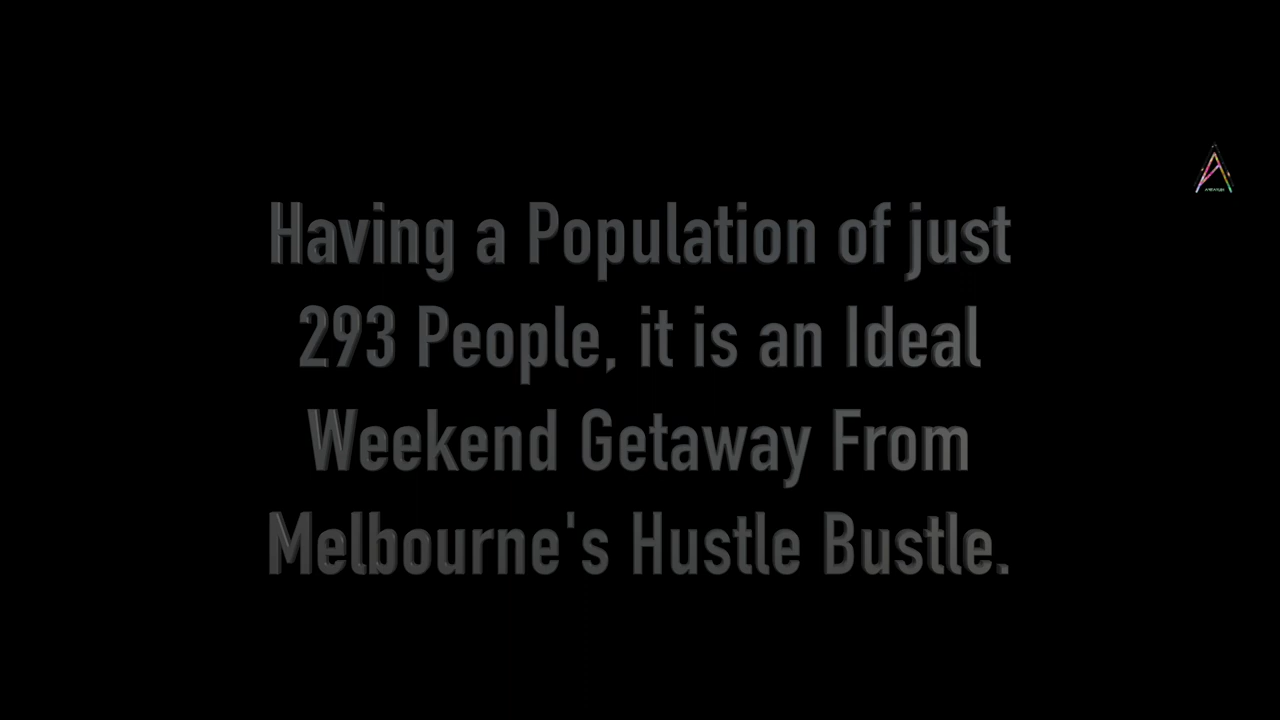 Having a Population of just
293 People, it is an Ideal
Weekend Getaway From
Melbourne's Hustle Bustle.